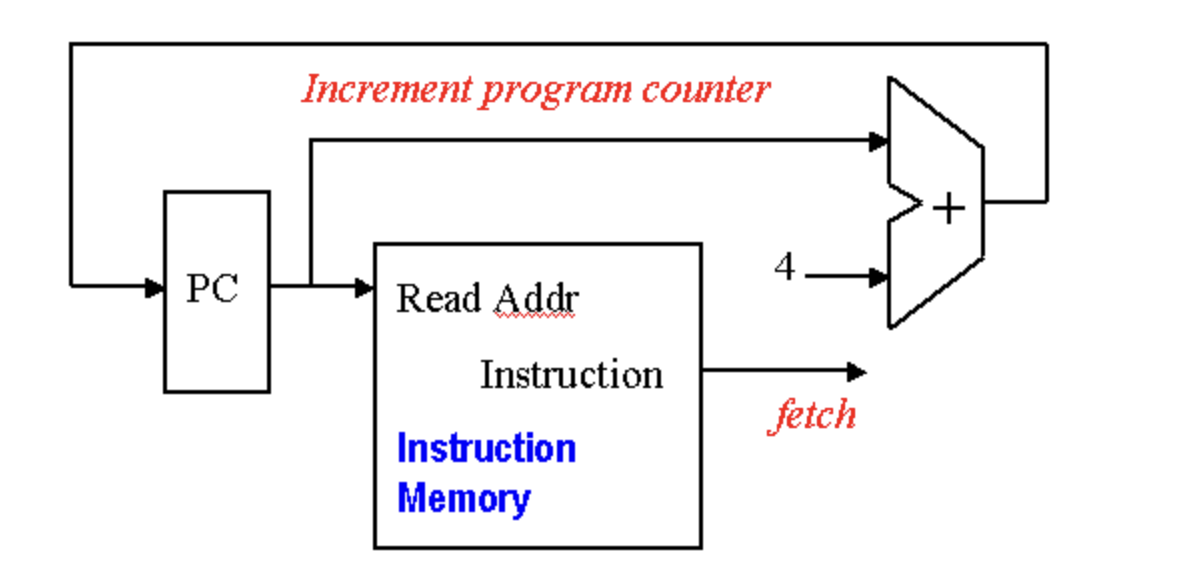 Increment program counter
+
PC
4
Read Addr
Instruction
fetch
Instruction
Memory